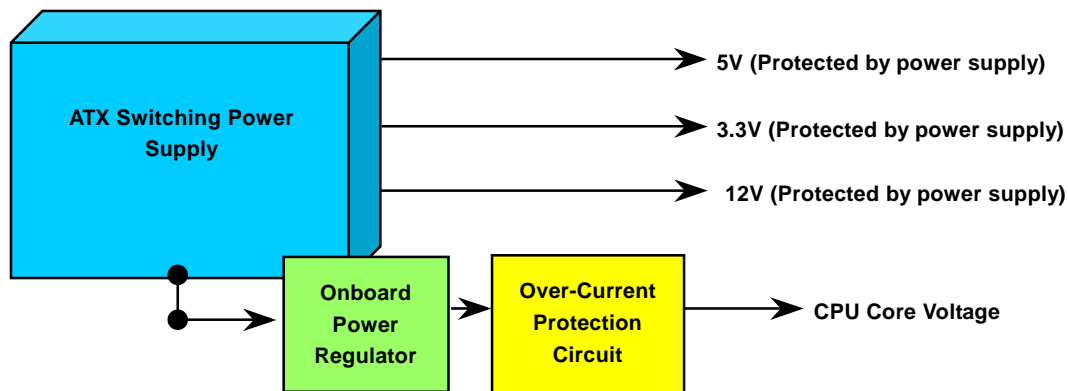 ATX Switching Power
Supply
5V (Protected by power supply)
3.3V (Protected by power supply)
12V (Protected by power supply)
Onboard
Power
Regulator
Over-Current
Protection
Circuit
CPU Core Voltage